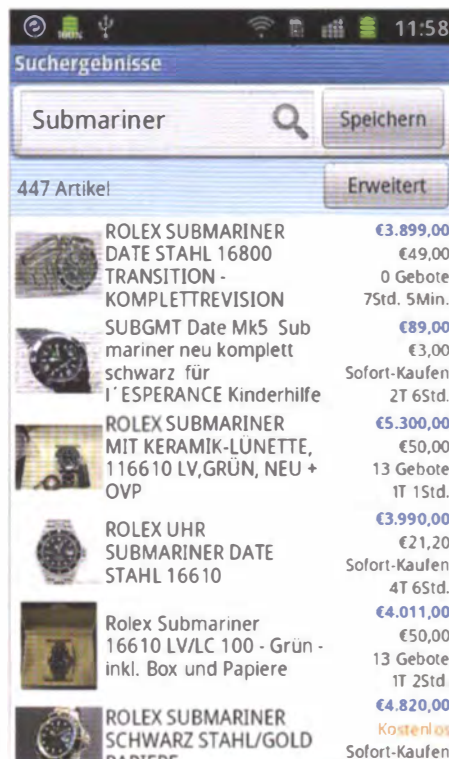 100%
11:58
Suchergebnisse
Submariner
Speichern
447 Artikel
Erweitert
ROLEX SUBMARINER
DATE STAHL 16800
TRANSITION -
KOMPLETTREVISION
€3.899,00
€49,00
0 Gebote
7Std. 5Min.
SUBGMT Date Mk5 Sub
mariner neu komplett
schwarz für
l´ESPERANCE Kinderhilfe
€89,00
€3,00
Sofort-Kaufen
2T 6Std.
ROLEX SUBMARINER
MIT KERAMIK-LÜNETTE,
116610 LV,GRÜN, NEU +
OVP
€5.300,00
€50,00
13 Gebote
1T 1Std.
ROLEX UHR
SUBMARINER DATE
STAHL 16610
€3.990,00
€21,20
Sofort-Kaufen
4T 6Std.
Rolex Submariner
16610 LV/LC 100 - Grün -
inkl. Box und Papiere
€4.011,00
€50,00
13 Gebote
1T 2Std
ROLEX SUBMARINER
SCHWARZ STAHL/GOLD
€4.820,00
Kostenlos
Sofort-Kaufen